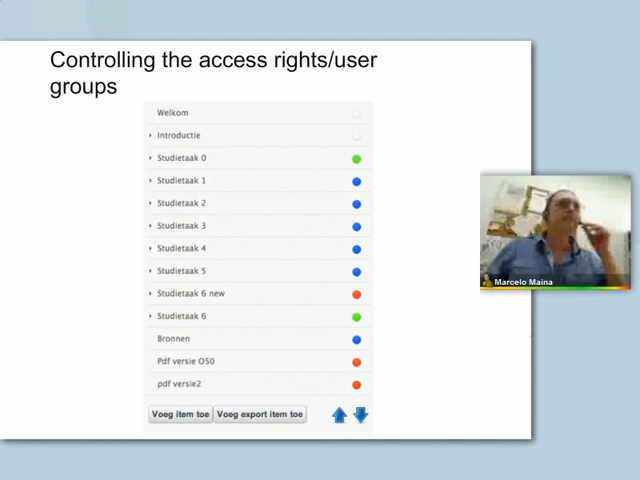 Controlling the access rights/user
groups
Welkom
Introductie
Studietaak 0
Studietaak 1
Studietaak 2
Studietaak 3
Studietaak 4
Studietaak 5
Studietaak 6 new
Studietaak 6
Bronnen
Pdf versie O50
pdf versie2
Voeg item toe
Voeg export item toe
Marcelo Maina